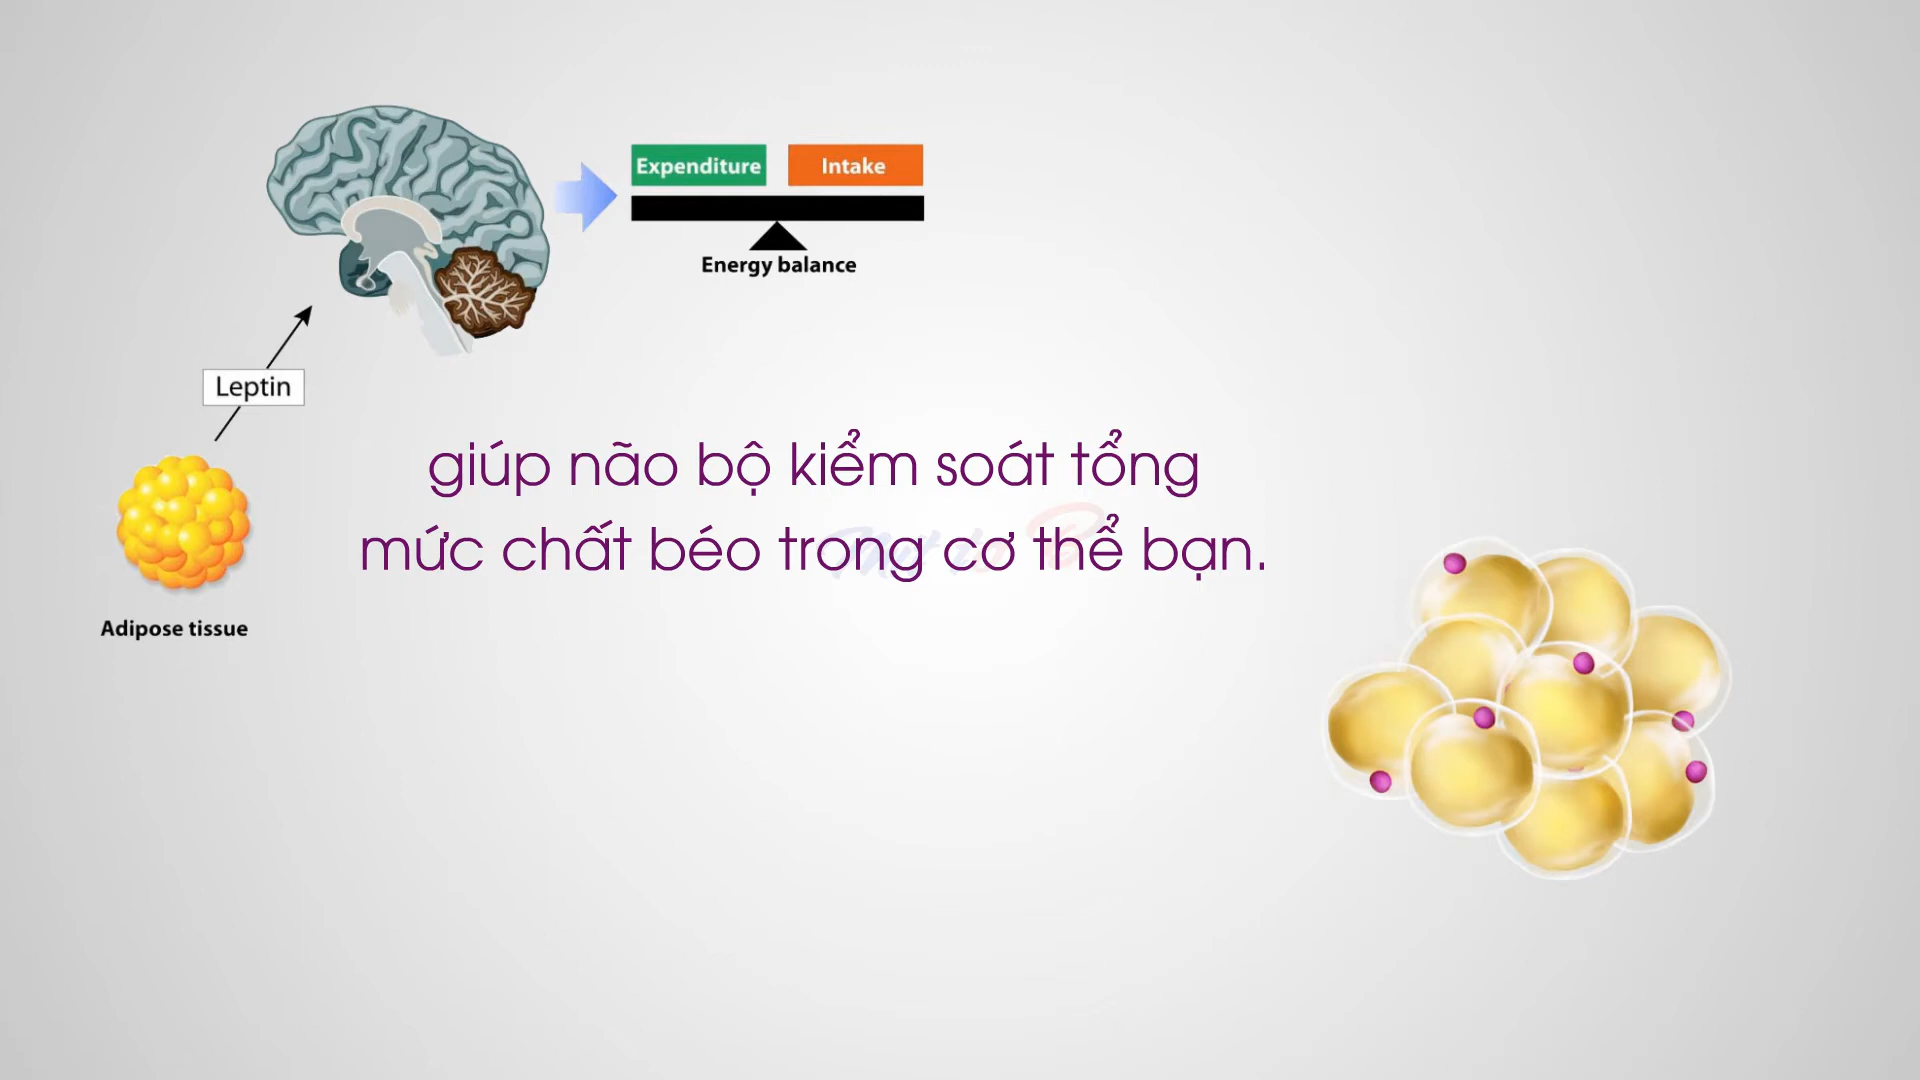 Expenditure
Intake
Energy balance
Leptin
giúp não bộ kiểm soát tổng
mức chất béo trong cơ thể bạn.
Adipose tissue